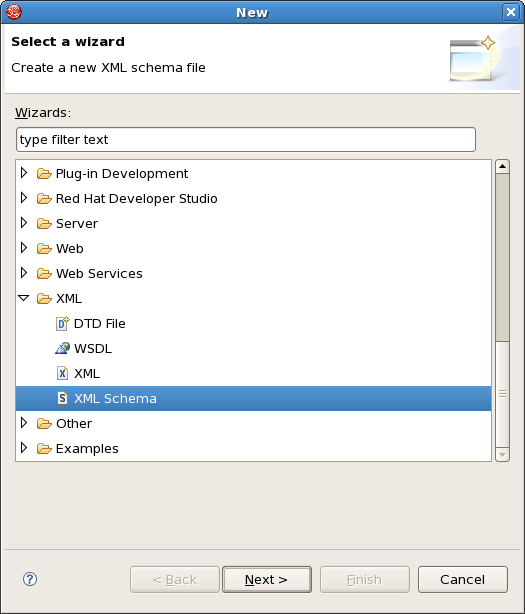 New
Select a wizard
Create a new XML schema file
Wizards:
type filter text
Plug-in Development
Red Hat Developer Studio
Server
Web
Web Services
XML
DTD File
WSDL
XML
XML Schema
Other
Examples
< Back Next > Finish Cancel